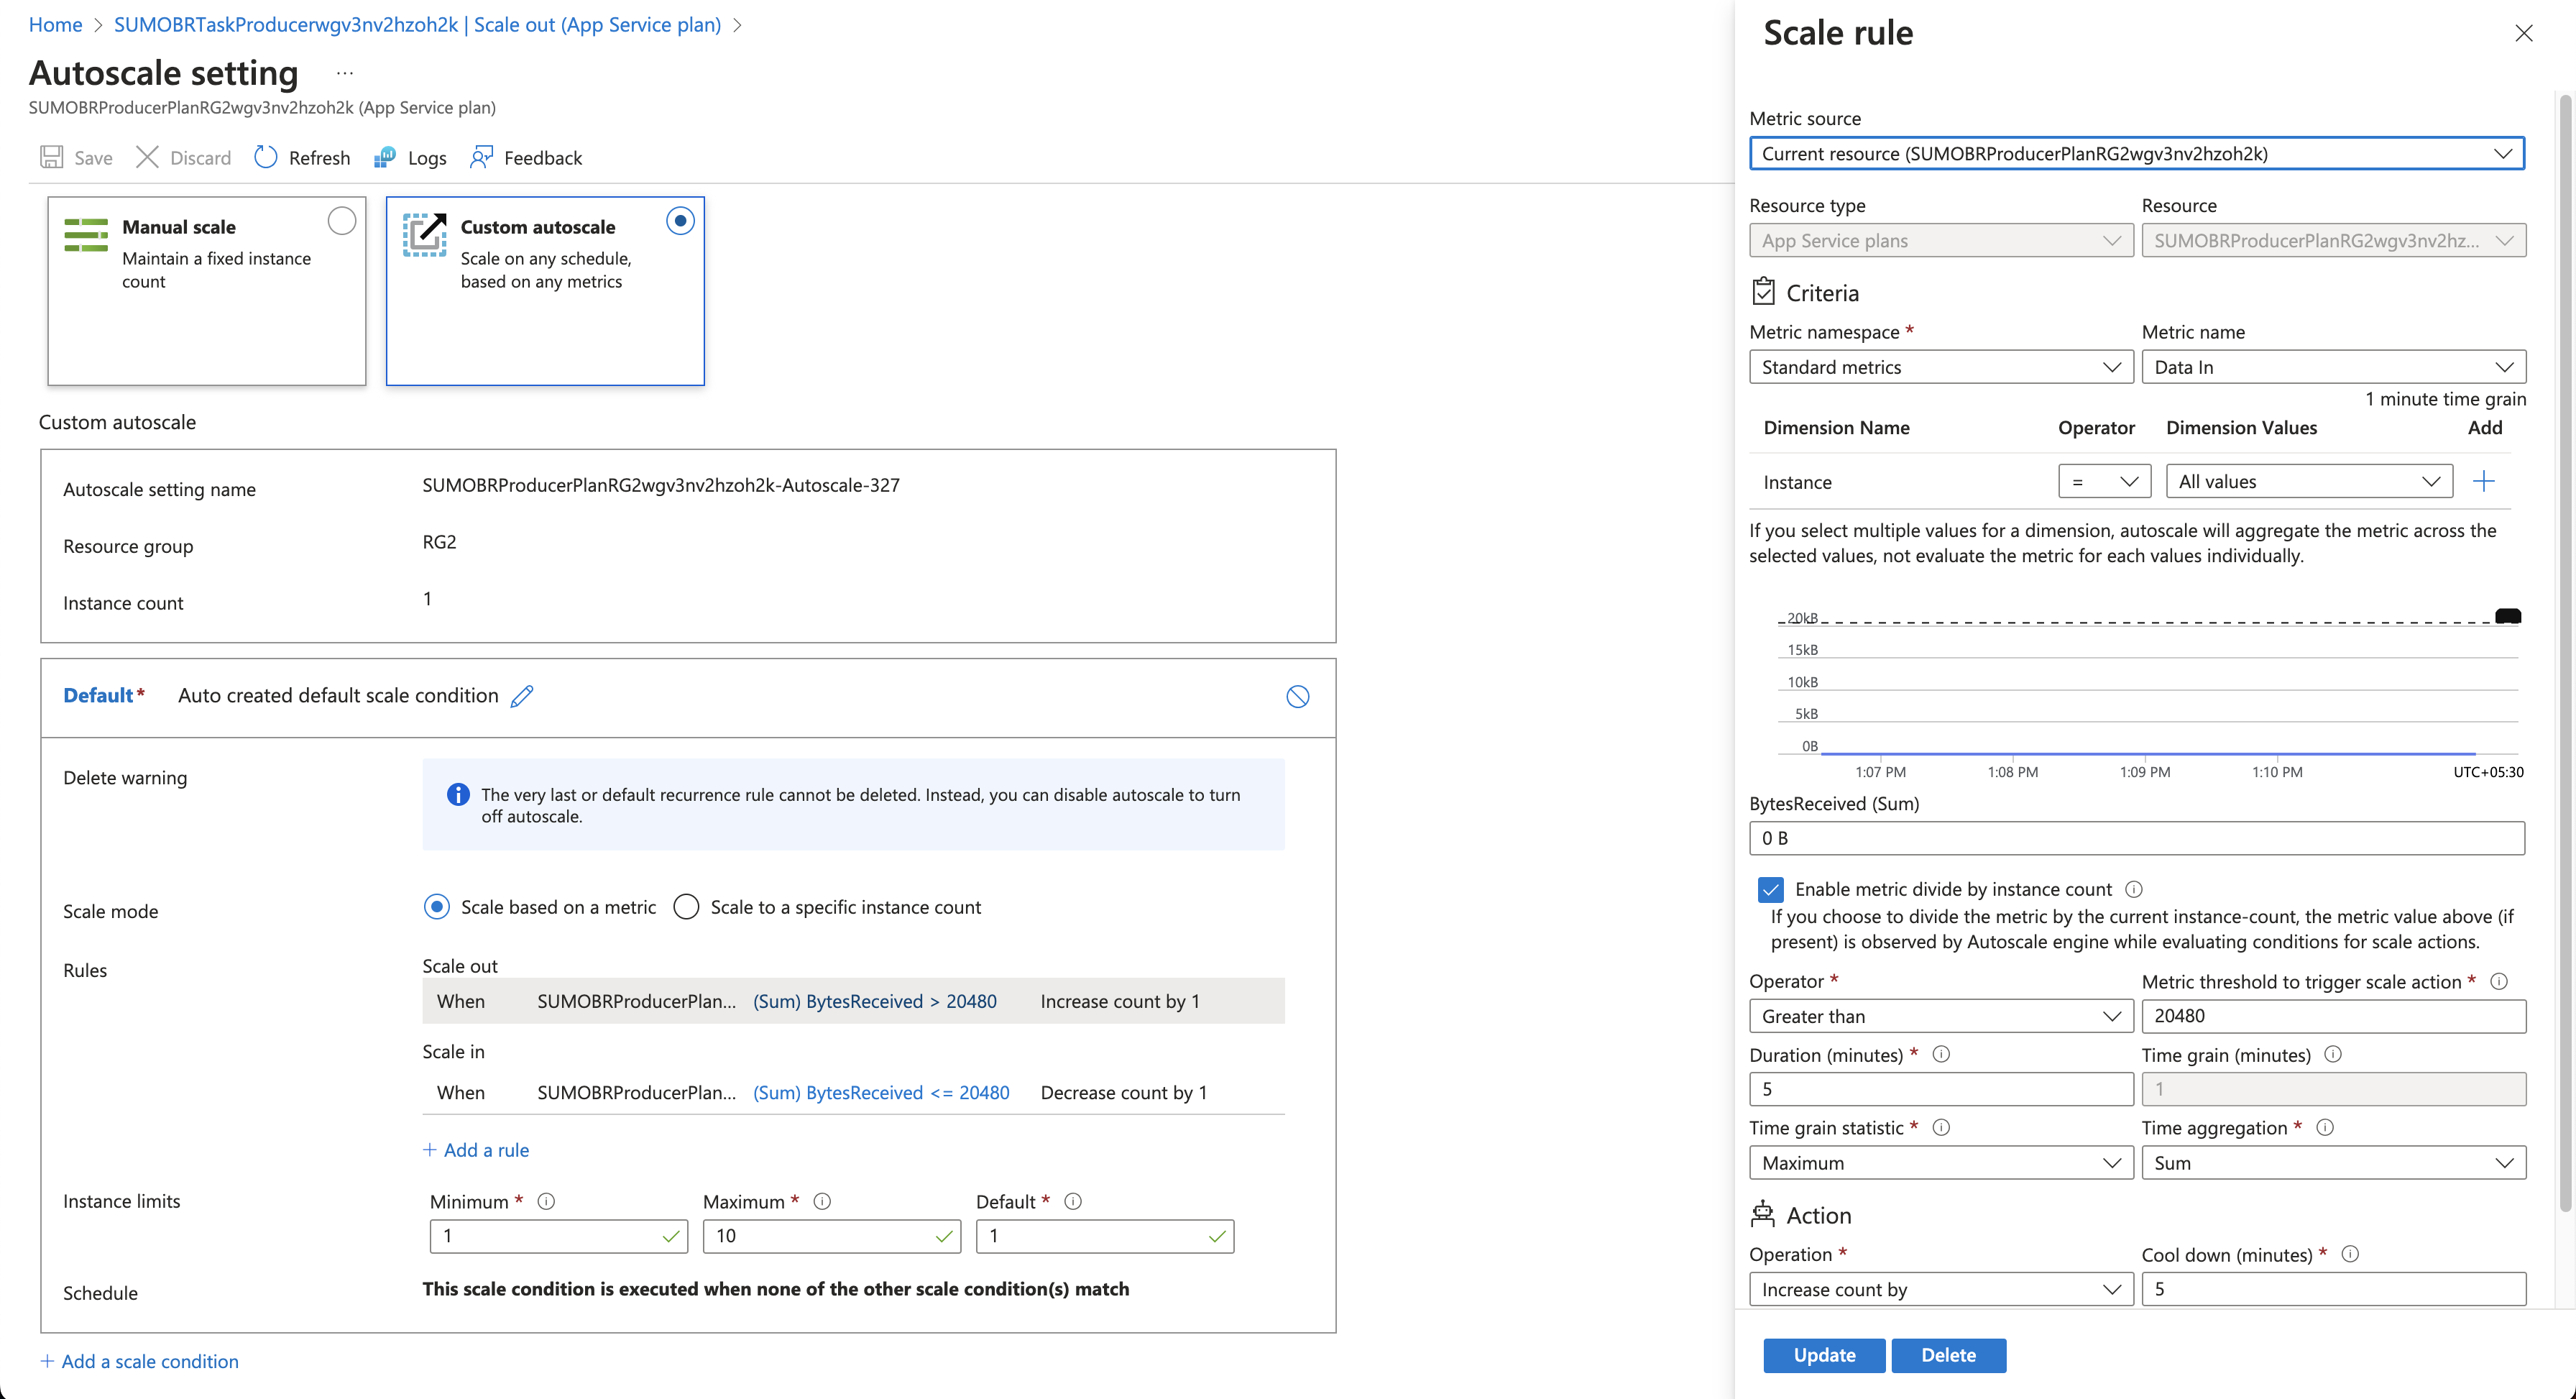 Home > SUMOBRTaskProducerwgv3nv2hzoh2k | Scale out (App Service plan) >
Autoscale setting ...
SUMOBRProducerPlanRG2wgv3nv2hzoh2k (App Service plan)
Save Discard Refresh Logs Feedback
Manual scale
Maintain a fixed instance
count
Custom autoscale
Scale on any schedule,
based on any metrics
Custom autoscale
Autoscale setting name SUMOBRProducerPlanRG2wgv3nv2hzoh2k-Autoscale-327
Resource group RG2
Instance count 1
Default* Auto created default scale condition
Delete warning
The very last or default recurrence rule cannot be deleted. Instead, you can disable autoscale to turn
off autoscale.
Scale mode Scale based on a metric Scale to a specific instance count
Rules
Scale out
When SUMOBRProducerPlan... (Sum) BytesReceived > 20480 Increase count by 1
Scale in
When SUMOBRProducerPlan... (Sum) BytesReceived <= 20480 Decrease count by 1
+ Add a rule
Instance limits
Minimum * Maximum * Default *
1 10 1
Schedule This scale condition is executed when none of the other scale condition(s) match
+ Add a scale condition
Scale rule
Metric source
Current resource (SUMOBRProducerPlanRG2wgv3nv2hzoh2k)
Resource type Resource
App Service plans SUMOBRProducerPlanRG2wgv3nv2hz...
Criteria
Metric namespace * Metric name
Standard metrics Data In
1 minute time grain
Dimension Name Operator Dimension Values Add
Instance = All values +
If you select multiple values for a dimension, autoscale will aggregate the metric across the
selected values, not evaluate the metric for each values individually.
20kB
15kB
10kB
5kB
0B
1:07 PM 1:08 PM 1:09 PM 1:10 PM UTC+05:30
BytesReceived (Sum)
0 B
Enable metric divide by instance count
If you choose to divide the metric by the current instance-count, the metric value above (if
present) is observed by Autoscale engine while evaluating conditions for scale actions.
Operator * Metric threshold to trigger scale action *
Greater than 20480
Duration (minutes) * Time grain (minutes)
5 1
Time grain statistic * Time aggregation *
Maximum Sum
Action
Operation * Cool down (minutes) *
Increase count by 5
Update Delete